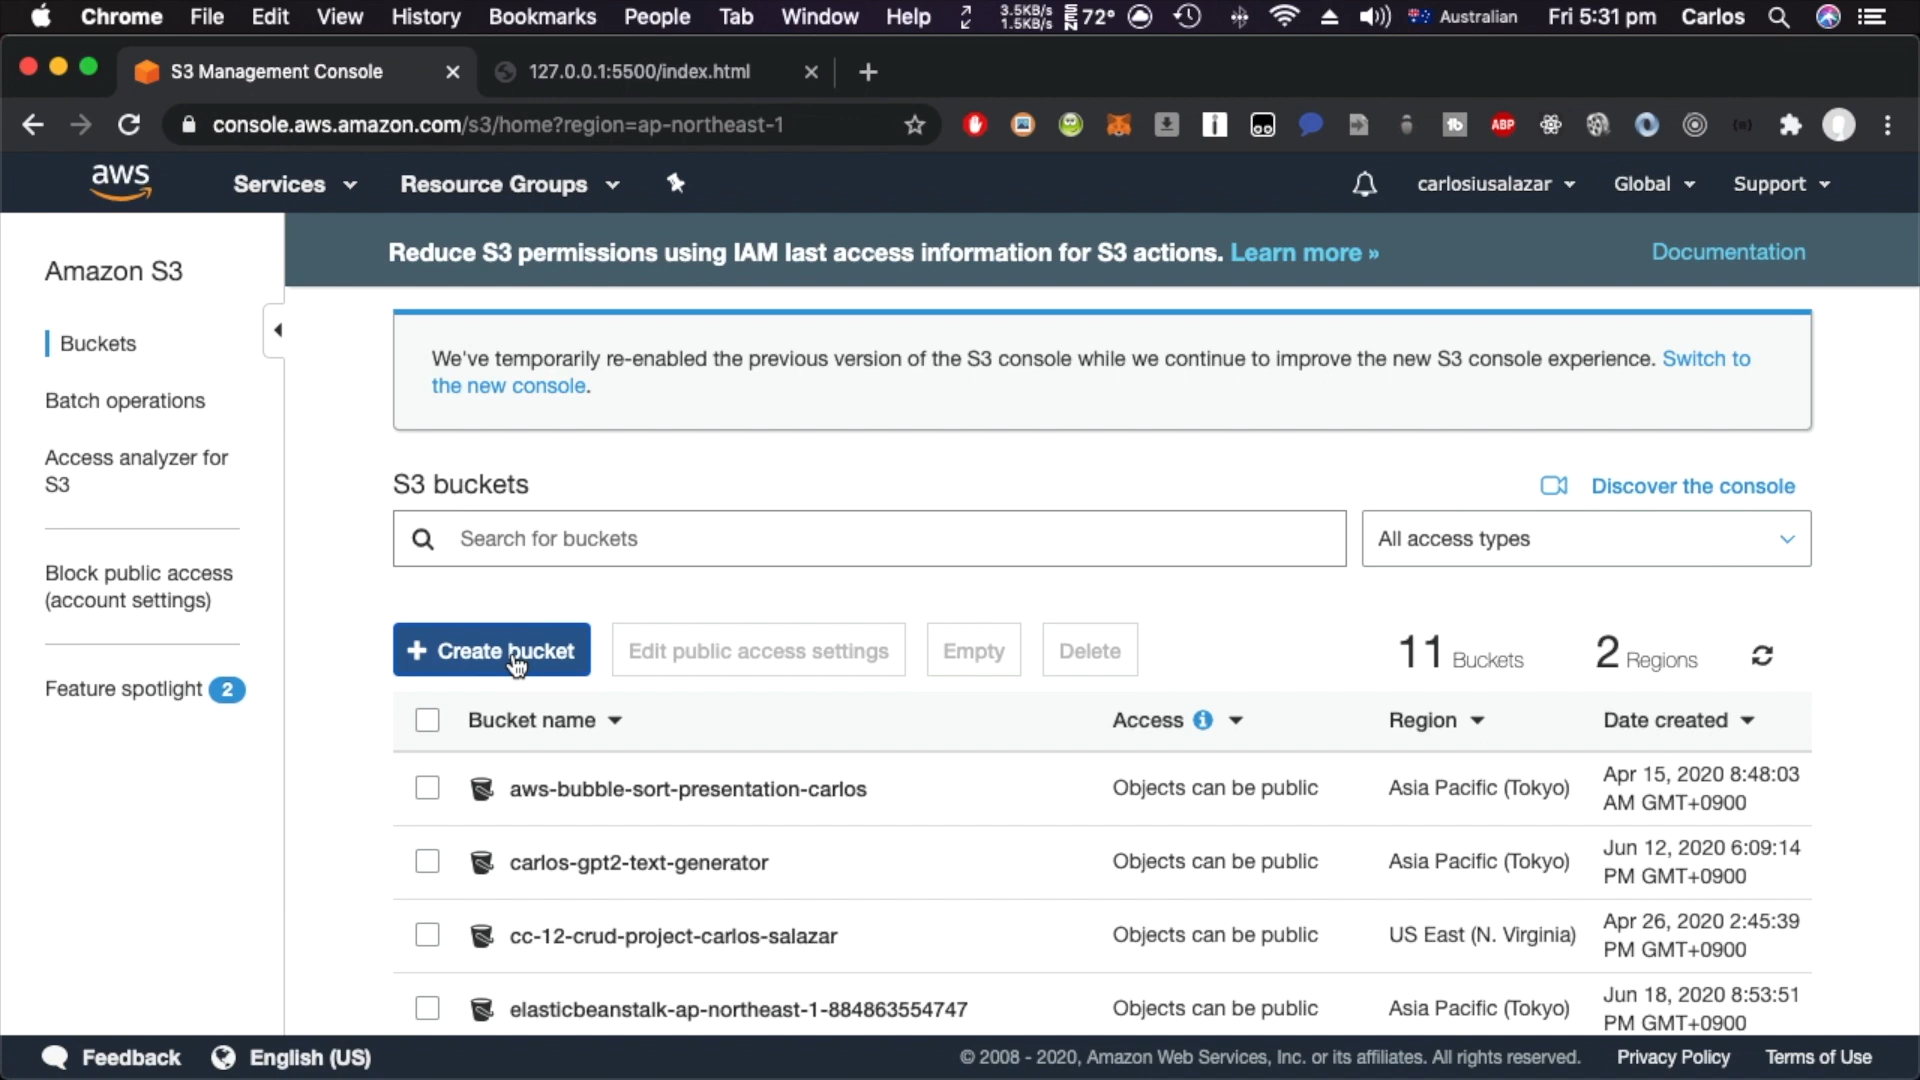 Chrome File Edit View History Bookmarks People Tab Window Help 3.5KB/s 1.5KB/s MEM 72° Australian Fri 5:31 pm Carlos
S3 Management Console 127.0.0.1:5500/index.html
console.aws.amazon.com/s3/home?region=ap-northeast-1 tb ABP
aws Services Resource Groups carlosiusalazar Global Support
Reduce S3 permissions using IAM last access information for S3 actions. Learn more » Documentation
Amazon S3
Buckets
Batch operations
Access analyzer for
S3
Block public access
(account settings)
Feature spotlight 2
We've temporarily re-enabled the previous version of the S3 console while we continue to improve the new S3 console experience. Switch to
the new console.
S3 buckets Discover the console
Search for buckets All access types
+ Create bucket Edit public access settings Empty Delete 11 Buckets 2 Regions
Bucket name Access i Region Date created
aws-bubble-sort-presentation-carlos Objects can be public Asia Pacific (Tokyo) Apr 15, 2020 8:48:03
AM GMT+0900
carlos-gpt2-text-generator Objects can be public Asia Pacific (Tokyo) Jun 12, 2020 6:09:14
PM GMT+0900
cc-12-crud-project-carlos-salazar Objects can be public US East (N. Virginia) Apr 26, 2020 2:45:39
PM GMT+0900
elasticbeanstalk-ap-northeast-1-884863554747 Objects can be public Asia Pacific (Tokyo) Jun 18, 2020 8:53:51
PM GMT+0900
Feedback English (US) © 2008 - 2020, Amazon Web Services, Inc. or its affiliates. All rights reserved. Privacy Policy Terms of Use